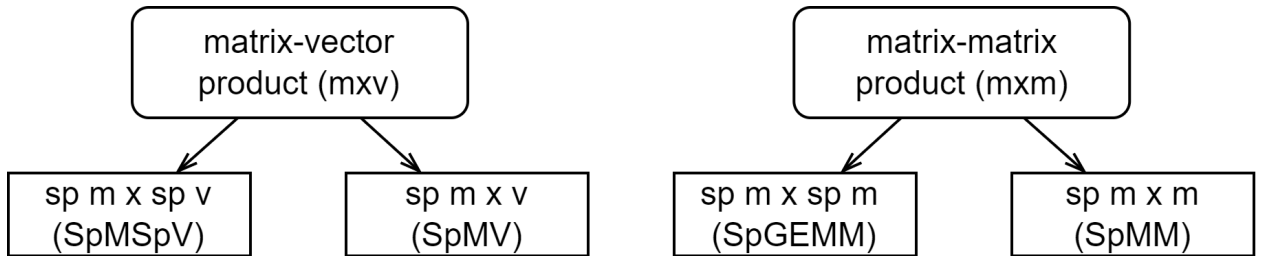 matrix-vector
product (mxv)
matrix-matrix
product (mxm)
sp m x sp v
(SpMSpV)
sp m x v
(SpMV)
sp m x sp m
(SpGEMM)
sp m x m
(SpMM)